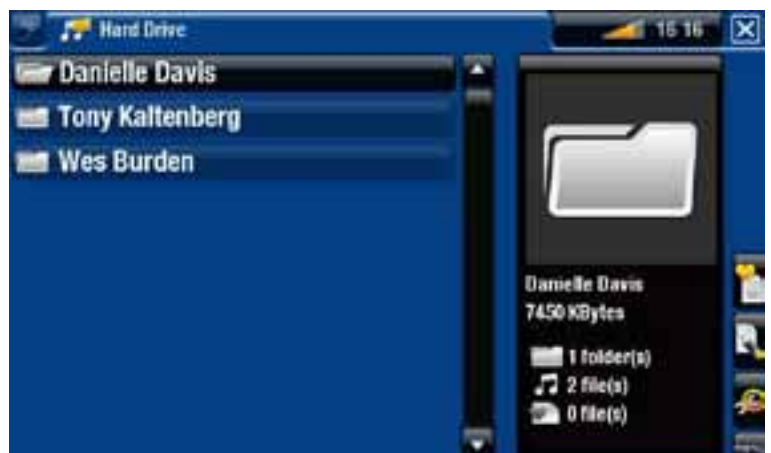 Hard Drive
16 16
Danielle Davis
Tony Kaltenberg
Wes Burden
Danielle Davis
7450 KBytes
1 folder(s)
2 file(s)
0 file(s)